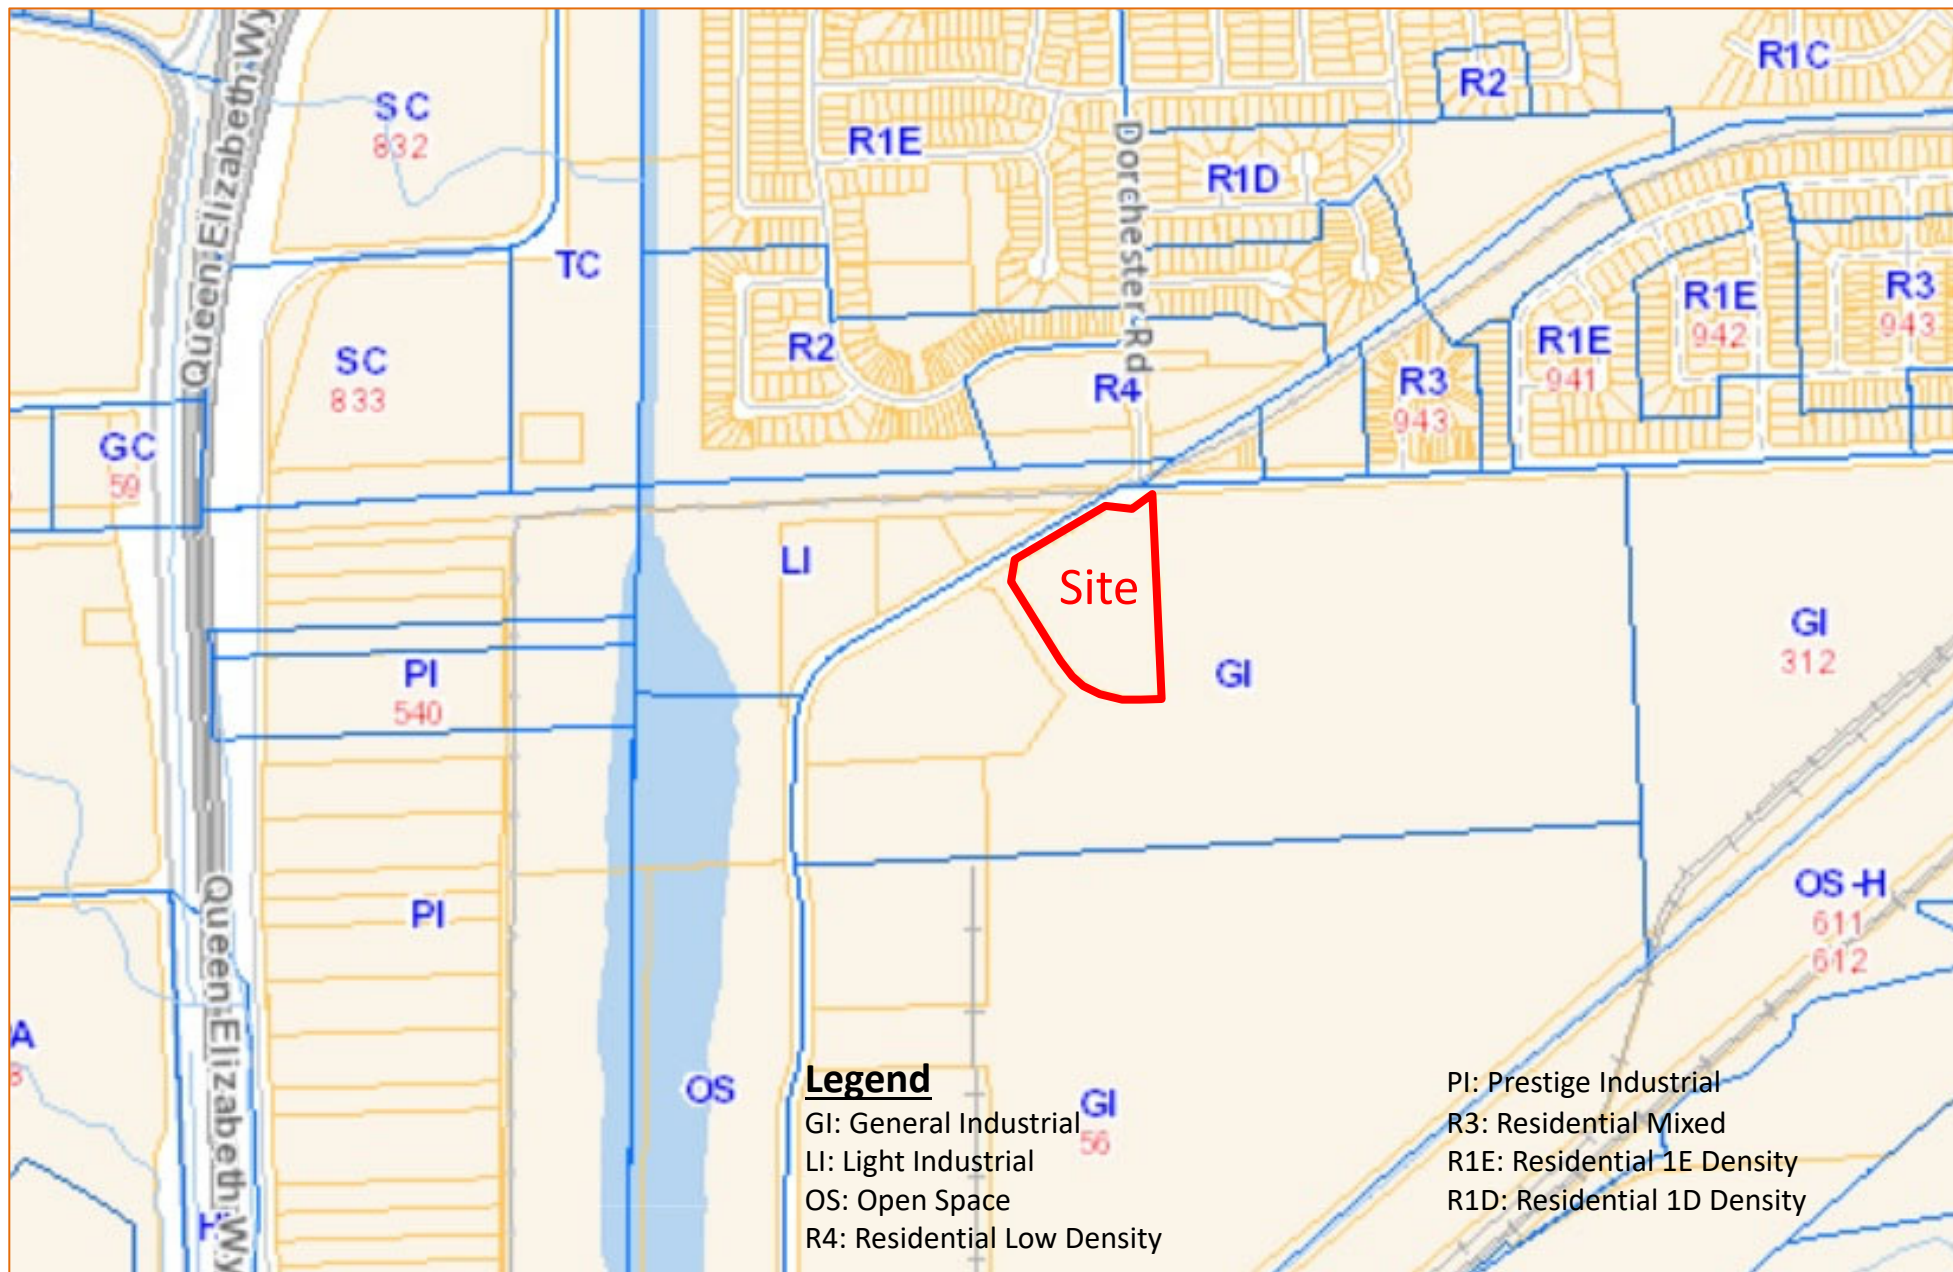 Queen Elizabeth Wy
SC
832
R1E
Dorchester Rd
R1D
R2
R1C
TC
SC
833
R2
R4
R3
943
R1E
941
R1E
942
R3
943
GC
59
LI
Site
GI
GI
312
PI
540
PI
Queen Elizabeth Wy
OS-H
611
612
A
OS
GI
56
Legend
GI: General Industrial
LI: Light Industrial
OS: Open Space
R4: Residential Low Density
PI: Prestige Industrial
R3: Residential Mixed
R1E: Residential 1E Density
R1D: Residential 1D Density